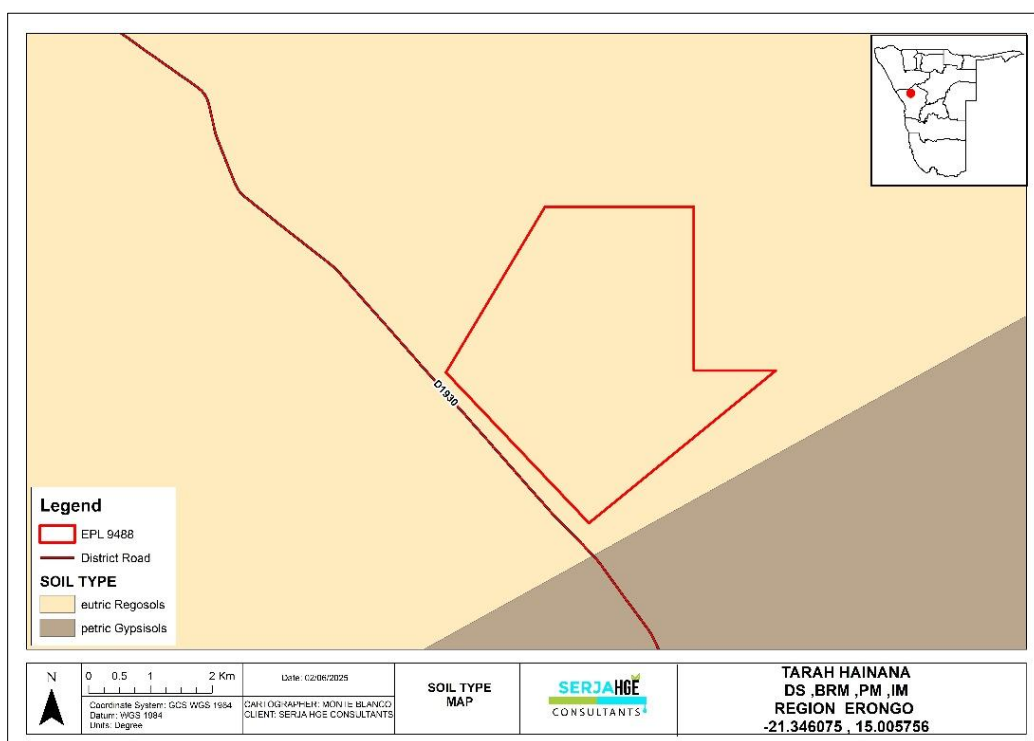 D1930
Legend
EPL 9488
District Road
SOIL TYPE
eutric Regosols
petric Gypsisols
N
0 0.5 1 2 Km
Coordinate System: GCS WGS 1984
Datum: WGS 1984
Units: Degree
Date: 02/06/2025
CARTOGRAPHER: MONTE BLANCO
CLIENT: SERJA HGE CONSULTANTS
SOIL TYPE
MAP
SERJAHGE
CONSULTANTS
TARAH HAINANA
DS ,BRM ,PM ,IM
REGION ERONGO
-21.346075 , 15.005756